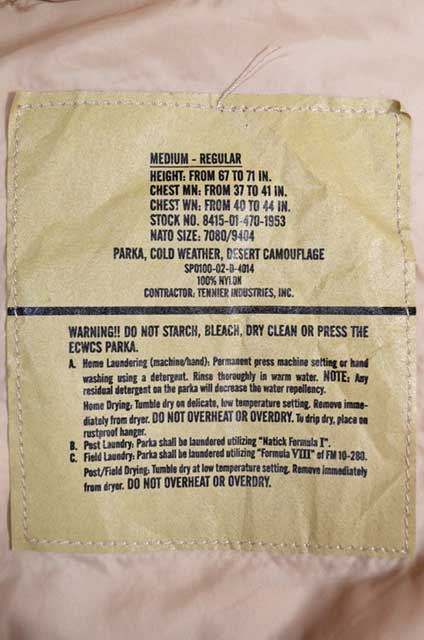 MEDIUM - REGULAR
HEIGHT: FROM 67 TO 71 IN.
CHEST MN: FROM 37 TO 41 IN.
CHEST WN: FROM 40 TO 44 IN.
STOCK NO. 8415-01-470-1953
NATO SIZE: 7080/9404
PARKA, COLD WEATHER, DESERT CAMOUFLAGE
SPO100-02-D-4014
100% NYLON
CONTRACTOR: TENNIER INDUSTRIES, INC.
WARNING!! DO NOT STARCH, BLEACH, DRY CLEAN OR PRESS THE
ECWCS PARKA.
A. Home Laundering (machine/hand); Permanent press machine setting or hand
washing using a detergent. Rinse thoroughly in warm water. NOTE: Any
residual detergent on the parka will decrease the water repellency.
Home Drying: Tumble dry on delicate, low temperature setting. Remove imme-
diately from dryer. DO NOT OVERHEAT OR OVERDRY. To drip dry, place on
rustproof hanger.
B. Post Laundry: Parka shall be laundered utilizing "Natick Formula I".
C. Field Laundry: Parka shall be laundered utilizing "Formula VIII" of FM 10-280.
Post/Field Drying: Tumble dry at low temperature setting. Remove immediately
from dryer. DO NOT OVERHEAT OR OVERDRY.